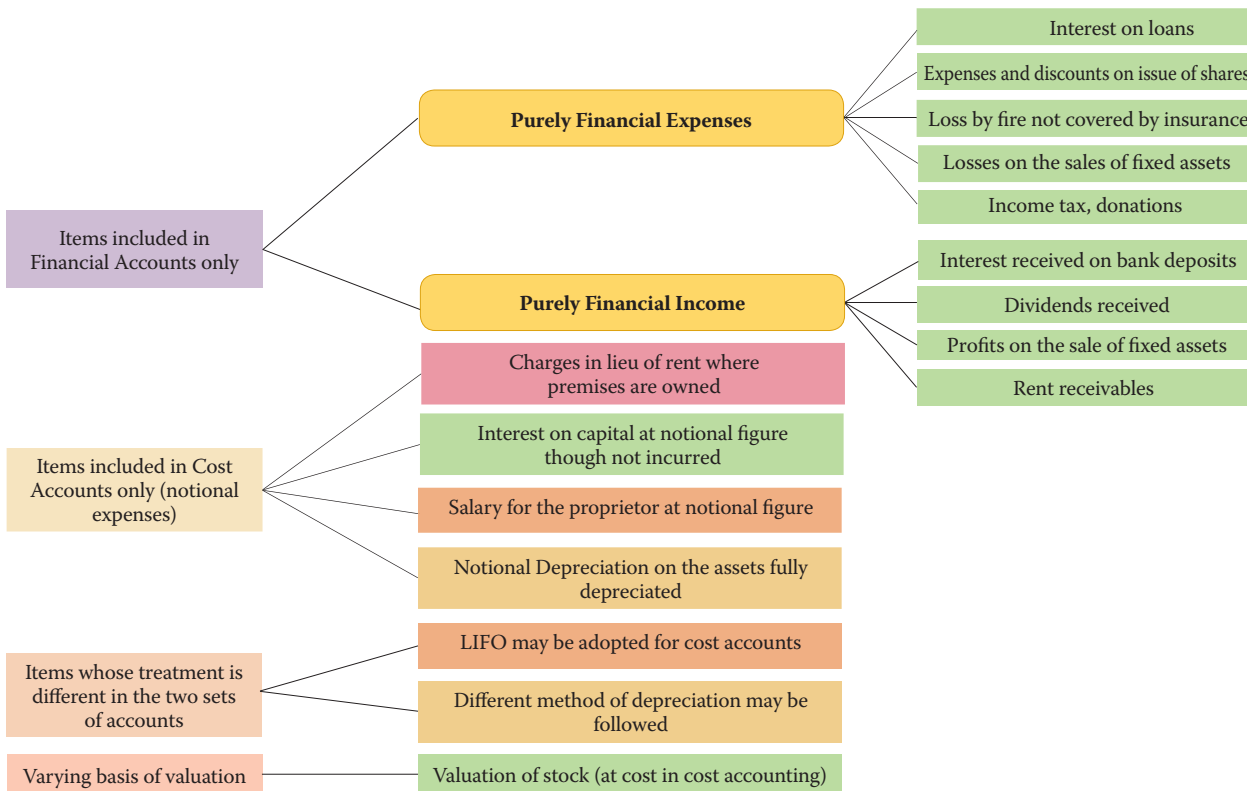 Items included in
Financial Accounts only
Purely Financial Expenses
Interest on loans
Expenses and discounts on issue of shares
Loss by fire not covered by insurance
Losses on the sales of fixed assets
Income tax, donations
Purely Financial Income
Interest received on bank deposits
Dividends received
Profits on the sale of fixed assets
Rent receivables
Items included in Cost
Accounts only (notional
expenses)
Charges in lieu of rent where
premises are owned
Interest on capital at notional figure
though not incurred
Salary for the proprietor at notional figure
Notional Depreciation on the assets fully
depreciated
Items whose treatment is
different in the two sets
of accounts
LIFO may be adopted for cost accounts
Different method of depreciation may be
followed
Varying basis of valuation
Valuation of stock (at cost in cost accounting)